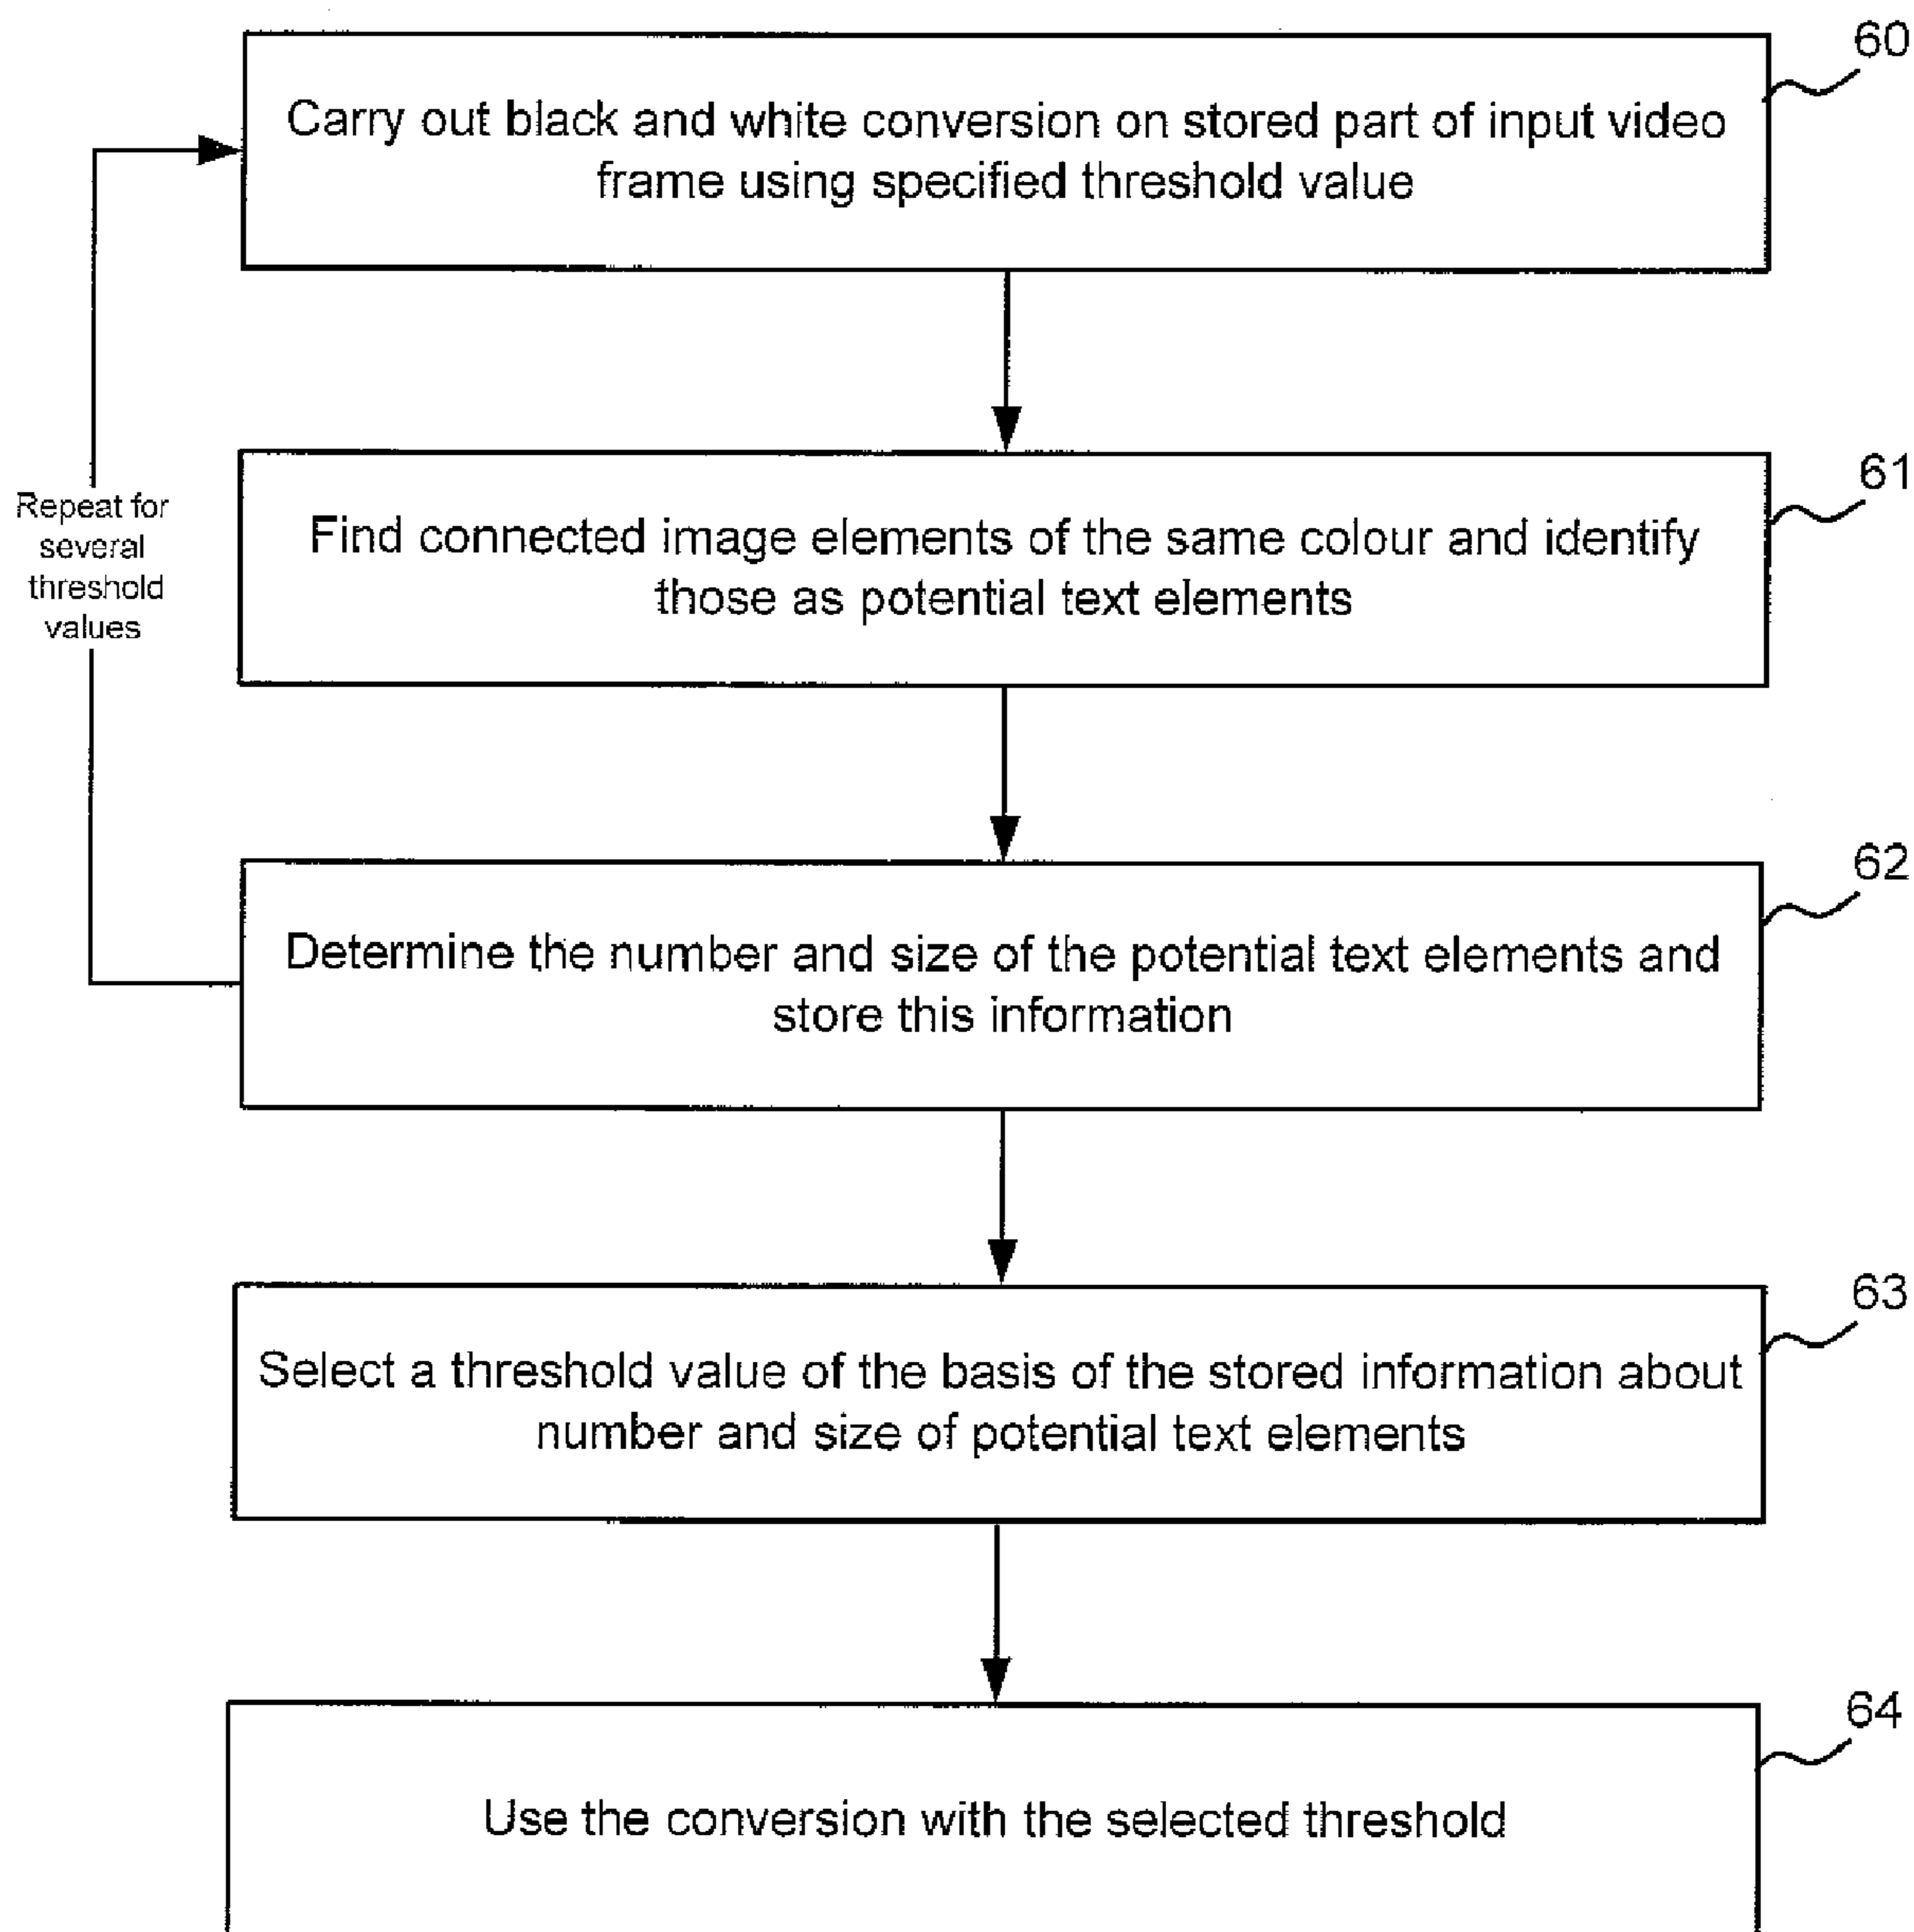 60
Carry out black and white conversion on stored part of input video
frame using specified threshold value
61
Repeat for
several
threshold
values
Find connected image elements of the same colour and identify
those as potential text elements
62
Determine the number and size of the potential text elements and
store this information
63
Select a threshold value of the basis of the stored information about
number and size of potential text elements
64
Use the conversion with the selected threshold